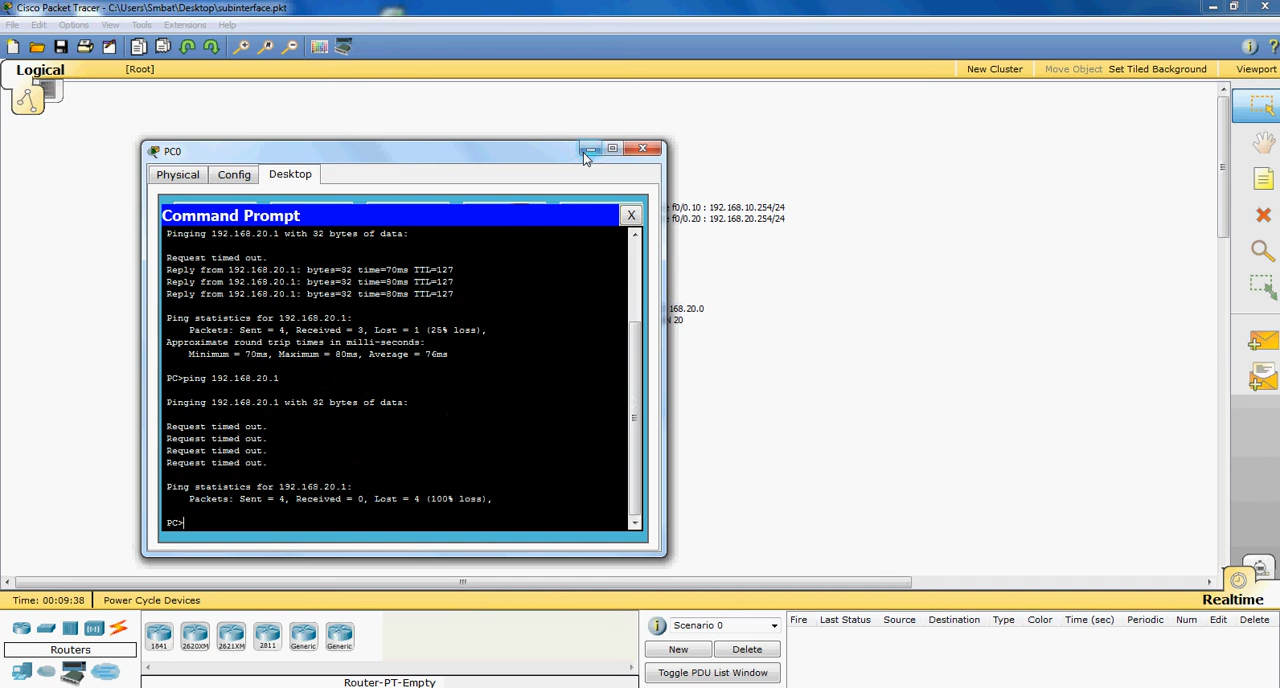 Cisco Packet Tracer - C:\Users\Smbat\Desktop\subinterface.pkt
File Edit Options View Tools Extensions Help
Logical [Root] New Cluster Move Object Set Tiled Background Viewport
PC0
Physical Config Desktop
Command Prompt X
Pinging 192.168.20.1 with 32 bytes of data:
Request timed out.
Reply from 192.168.20.1: bytes=32 time=70ms TTL=127
Reply from 192.168.20.1: bytes=32 time=80ms TTL=127
Reply from 192.168.20.1: bytes=32 time=80ms TTL=127
Ping statistics for 192.168.20.1:
Packets: Sent = 4, Received = 3, Lost = 1 (25% loss),
Approximate round trip times in milli-seconds:
Minimum = 70ms, Maximum = 80ms, Average = 76ms
PC>ping 192.168.20.1
Pinging 192.168.20.1 with 32 bytes of data:
Request timed out.
Request timed out.
Request timed out.
Request timed out.
Ping statistics for 192.168.20.1:
Packets: Sent = 4, Received = 0, Lost = 4 (100% loss),
PC>
f0/0.10 : 192.168.10.254/24
f0/0.20 : 192.168.20.254/24
168.20.0
20
Time: 00:09:38 Power Cycle Devices Realtime
Routers
1841 2620XM 2621XM 2811 Generic Generic
Router-PT-Empty
Scenario 0
New Delete
Toggle PDU List Window
Fire Last Status Source Destination Type Color Time (sec) Periodic Num Edit Delete